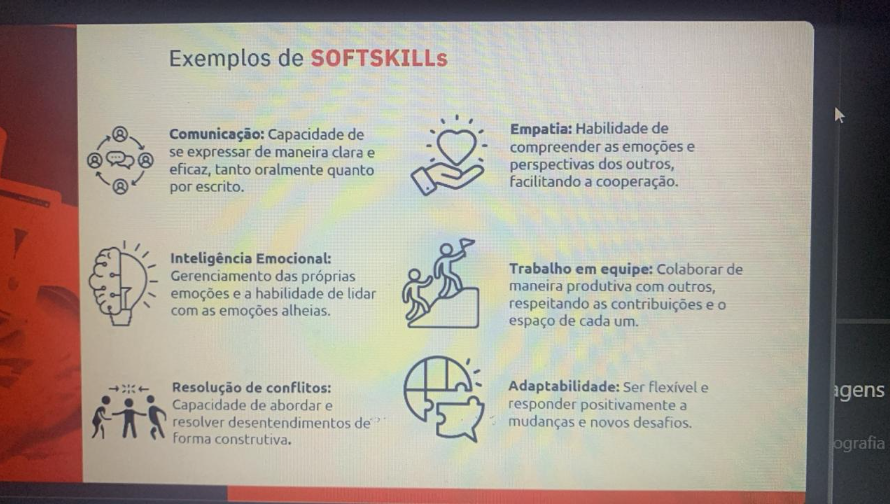 Exemplos de SOFTSKILLs
Comunicação: Capacidade de
se expressar de maneira clara e
eficaz, tanto oralmente quanto
por escrito.
Empatia: Habilidade de
compreender as emoções e
perspectivas dos outros,
facilitando a cooperação.
Inteligência Emocional:
Gerenciamento das próprias
emoções e a habilidade de lidar
com as emoções alheias.
Trabalho em equipe: Colaborar de
maneira produtiva com outros,
respeitando as contribuições e o
espaço de cada um.
Resolução de conflitos:
Capacidade de abordar e
resolver desentendimentos de
forma construtiva.
Adaptabilidade: Ser flexível e
responder positivamente a
mudanças e novos desafios.
agens
ografia